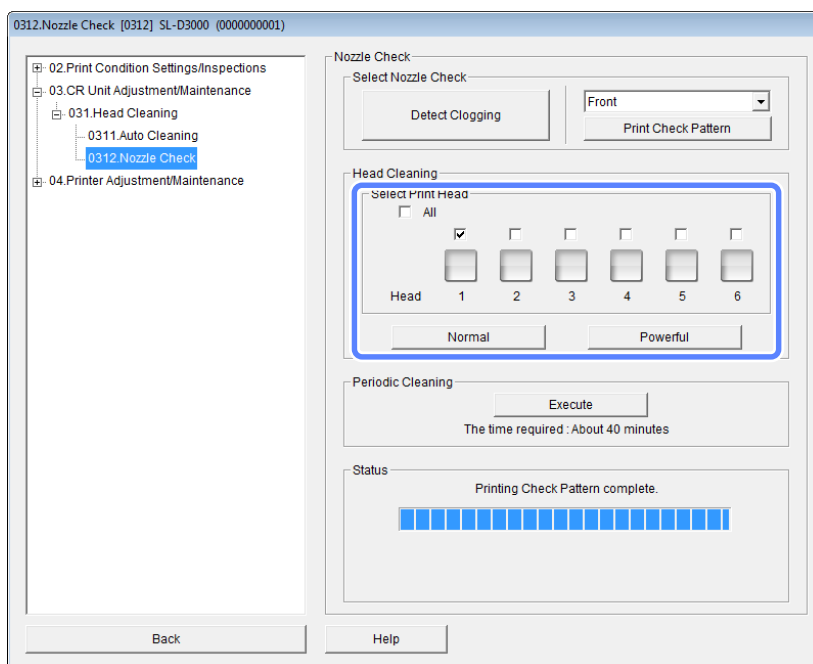 0312.Nozzle Check [0312] SL-D3000 (0000000001)
02.Print Condition Settings/Inspections
03.CR Unit Adjustment/Maintenance
031.Head Cleaning
0311.Auto Cleaning
0312.Nozzle Check
04.Printer Adjustment/Maintenance
Nozzle Check
Select Nozzle Check
Detect Clogging
Front
Print Check Pattern
Head Cleaning
Select Print Head
All
Head 1 2 3 4 5 6
Normal Powerful
Periodic Cleaning
Execute
The time required : About 40 minutes
Status
Printing Check Pattern complete.
Back Help